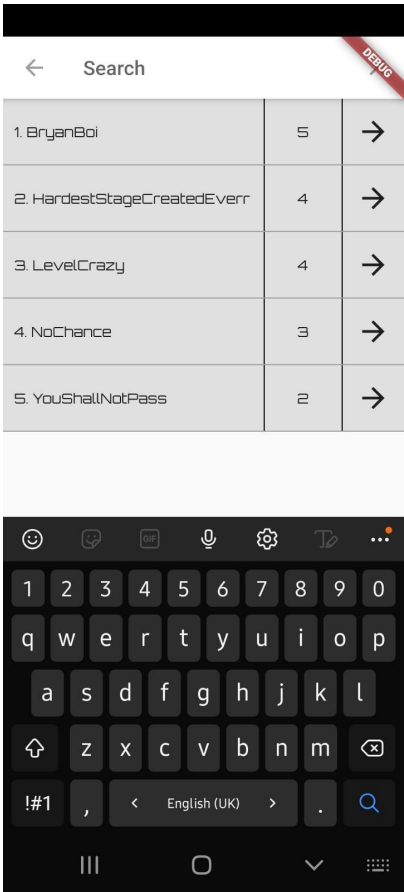 Search
DEBUG
1. BryanBoi 5
2. HardestStageCreatedEverr 4
3. LevelCrazy 4
4. NoChance 3
5. YouShallNotPass 2
GIF
1 2 3 4 5 6 7 8 9 0
q w e r t y u i o p
a s d f g h j k l
z x c v b n m
!#1 , < English (UK) > .